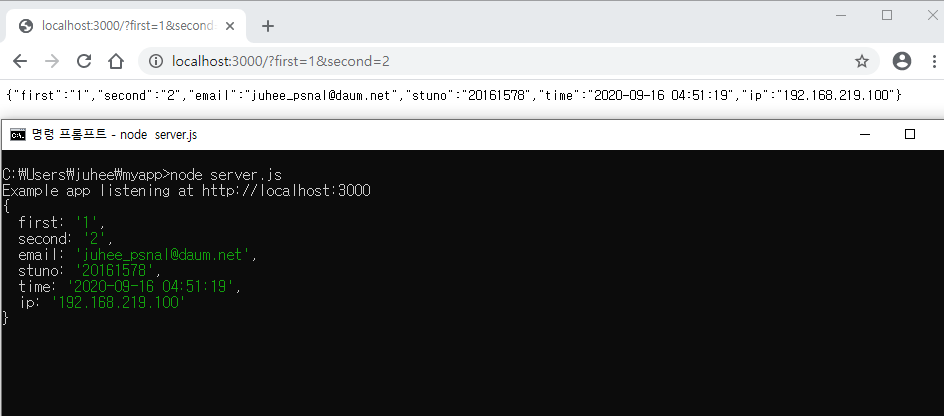 localhost:3000/?first=1&second
localhost:3000/?first=1&second=2
{"first":"1","second":"2","email":"juhee_psnal@daum.net","stuno":"20161578","time":"2020-09-16 04:51:19","ip":"192.168.219.100"}
명령 프롬프트 - node  server.js
C:₩Users₩juhee₩myapp>node server.js
Example app listening at http://localhost:3000
{
  first: '1',
  second: '2',
  email: 'juhee_psnal@daum.net',
  stuno: '20161578',
  time: '2020-09-16 04:51:19',
  ip: '192.168.219.100'
}